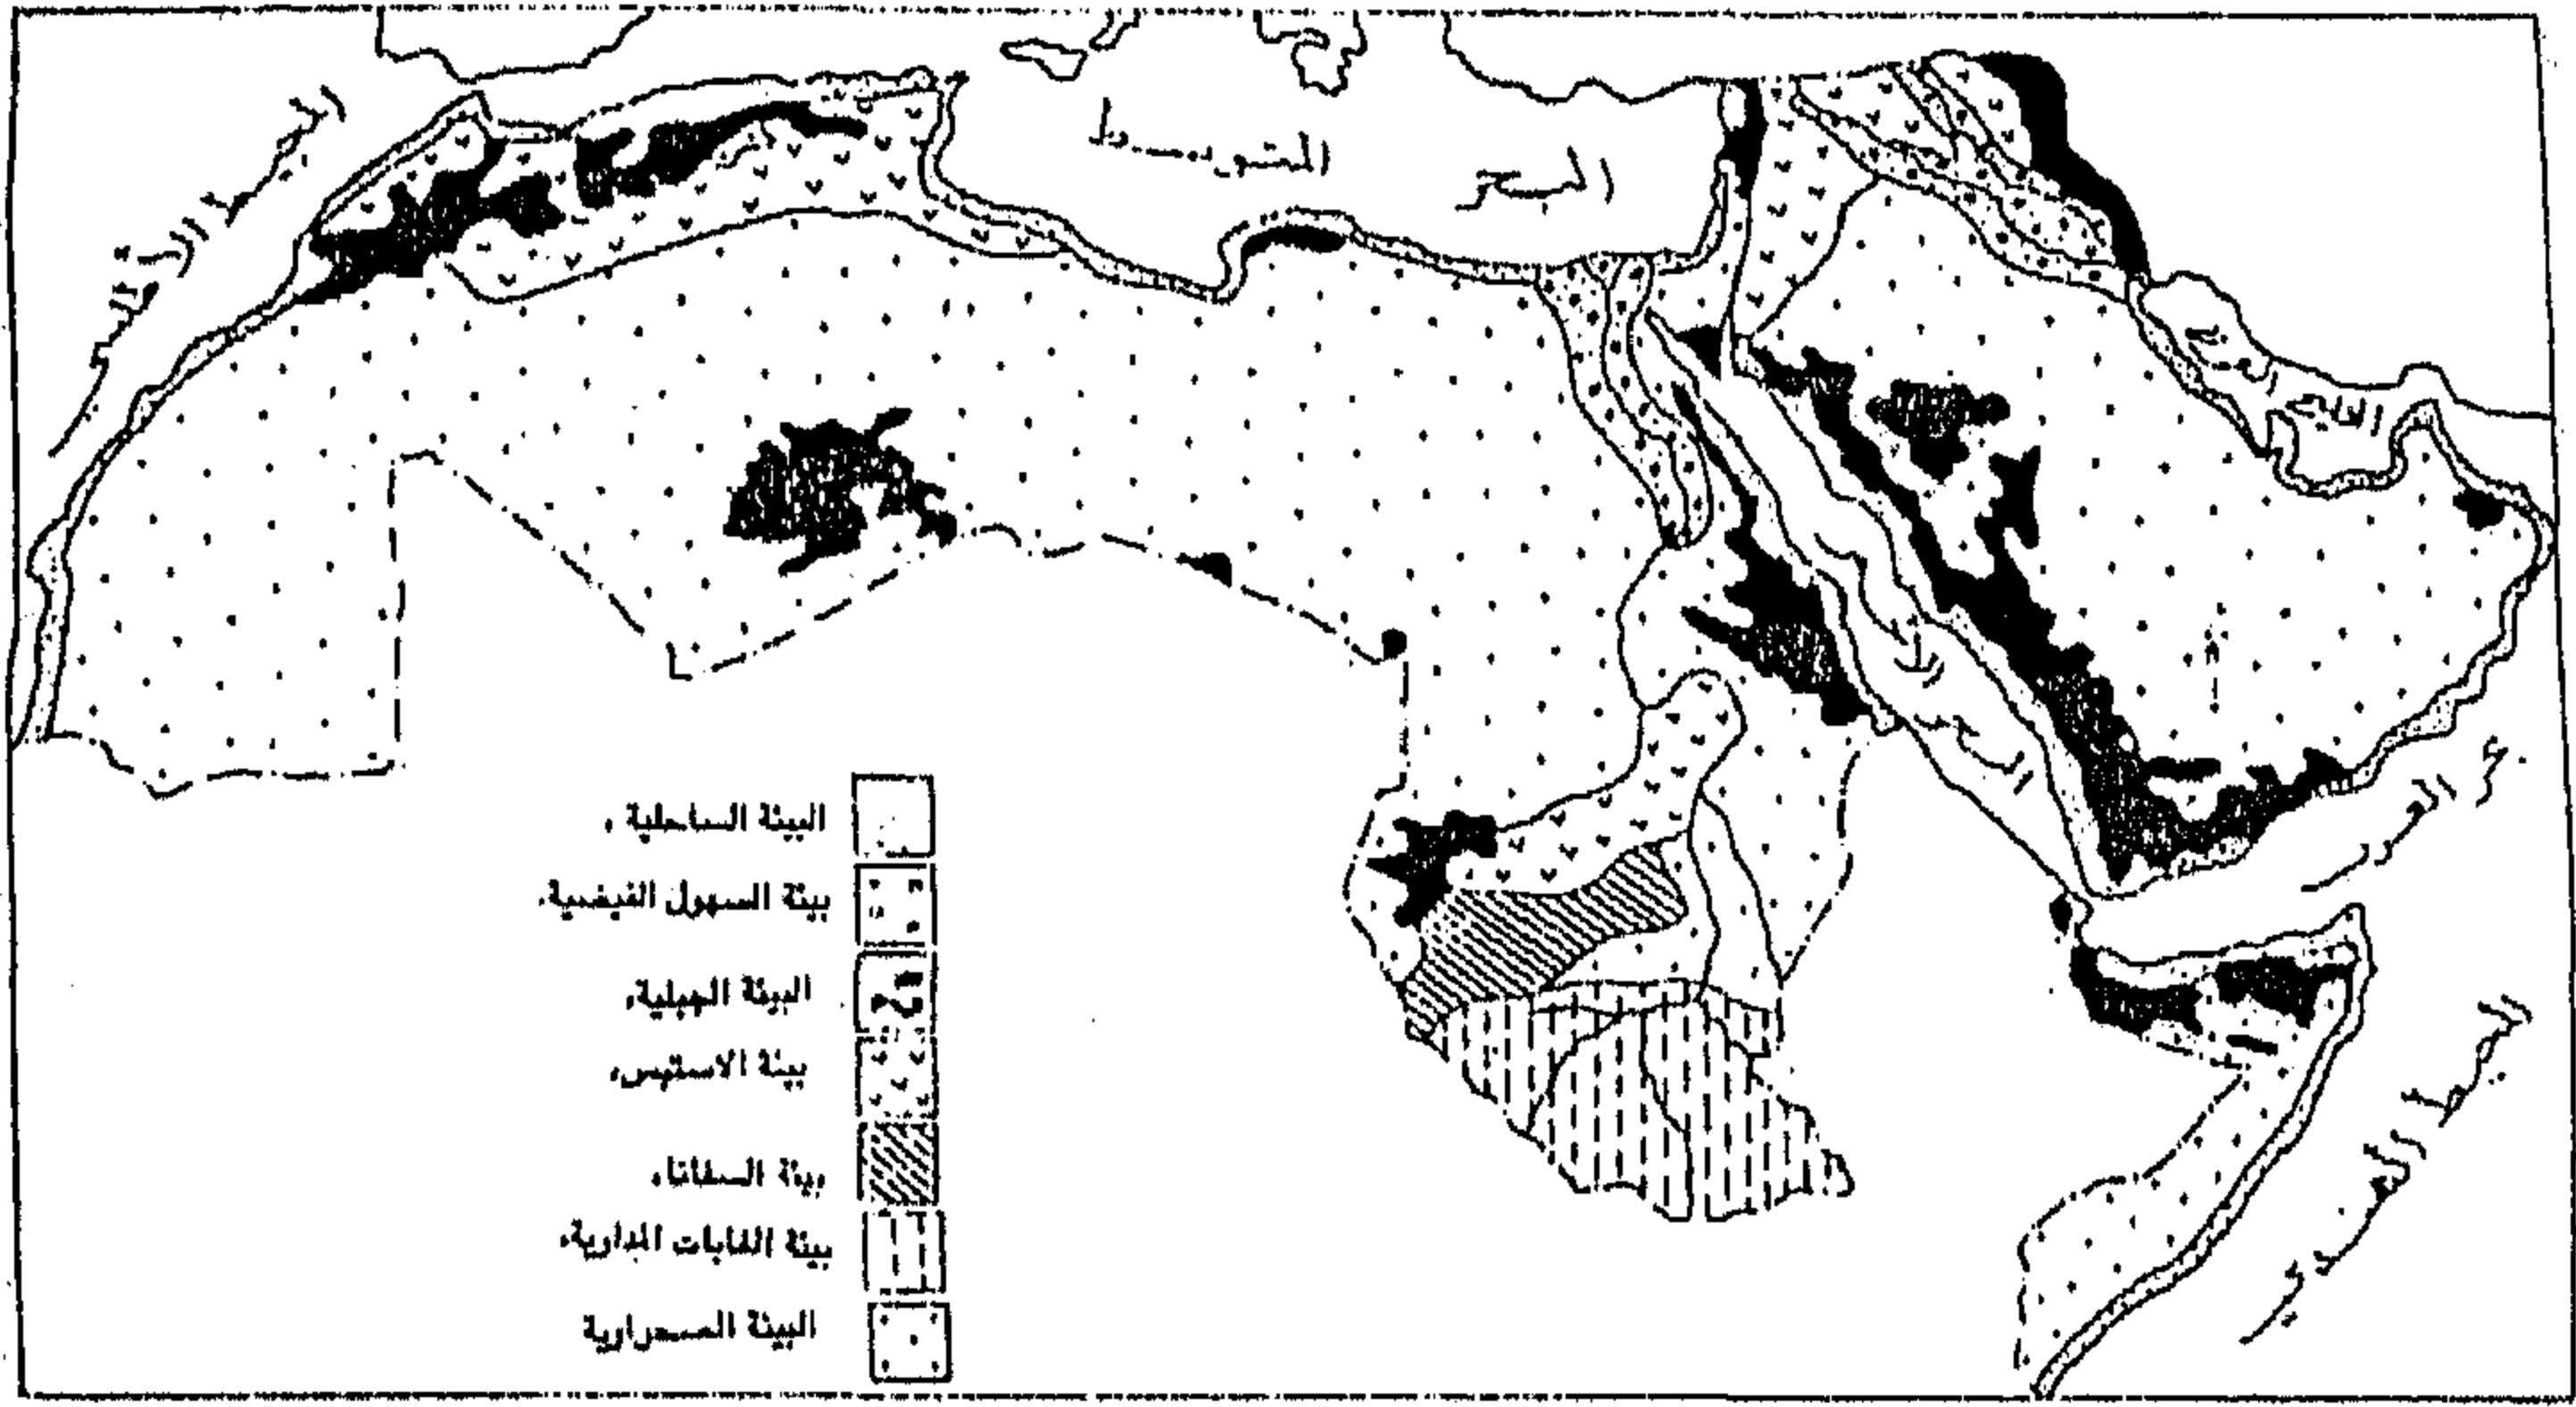 المحيط الأطلسي
البحر المتوسط
الخليج العربي
البحر الأحمر
بحر العرب
المحيط الهندي
البيئة الساحلية .
بيئة السهول الفيضية.
البيئة الجبلية.
بيئة الاستبس.
بيئة السفانا.
بيئة الغابات المدارية.
البيئة الصحراوية